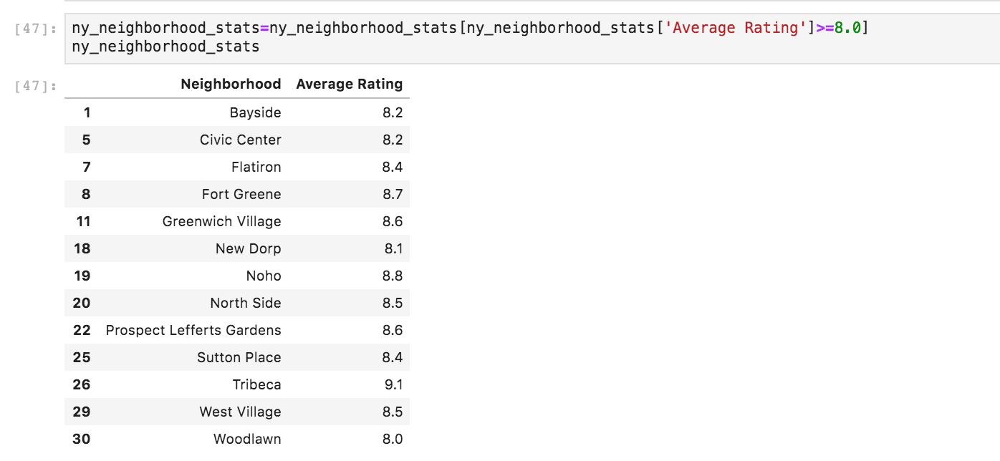 [47]: ny_neighborhood_stats=ny_neighborhood_stats[ny_neighborhood_stats['Average Rating']>=8.0]
ny_neighborhood_stats
[47]: Neighborhood Average Rating
1 Bayside 8.2
5 Civic Center 8.2
7 Flatiron 8.4
8 Fort Greene 8.7
11 Greenwich Village 8.6
18 New Dorp 8.1
19 Noho 8.8
20 North Side 8.5
22 Prospect Lefferts Gardens 8.6
25 Sutton Place 8.4
26 Tribeca 9.1
29 West Village 8.5
30 Woodlawn 8.0